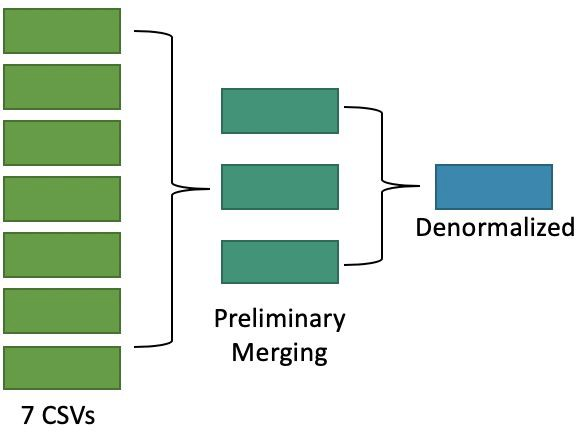 Denormalized
Preliminary
Merging
7 CSVs